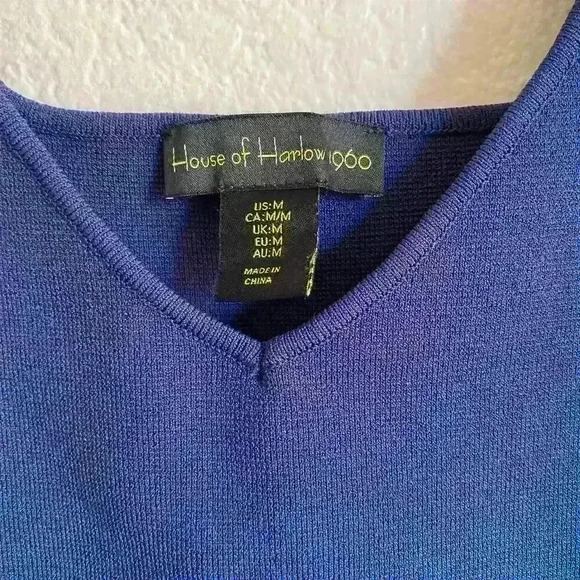 House of Harlow 1960
US:M
CA:M/M
UK:M
EU:M
AU:M
MADE IN
CHINA